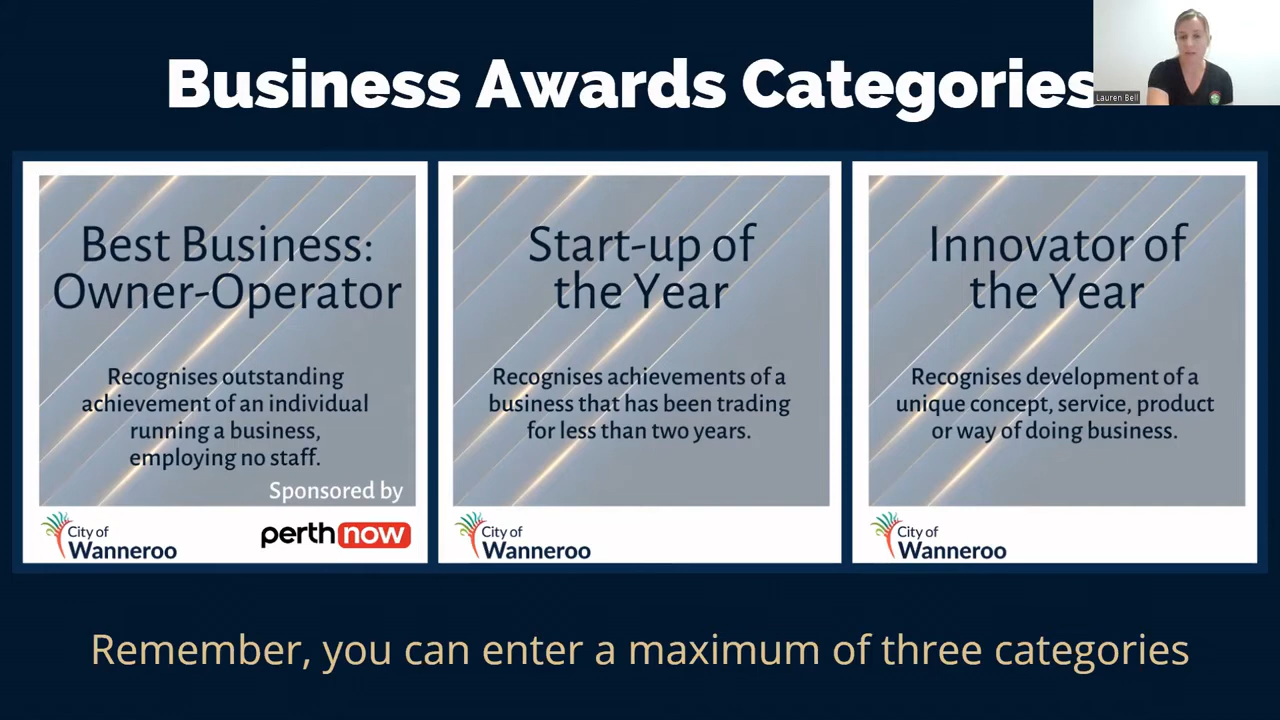 Business Awards Categories
Lauren Bell
Best Business:
Owner-Operator
Recognises outstanding
achievement of an individual
running a business,
employing no staff.
Sponsored by
City of
Wanneroo
perthnow
Start-up of
the Year
Recognises achievements of a
business that has been trading
for less than two years.
City of
Wanneroo
Innovator of
the Year
Recognises development of a
unique concept, service, product
or way of doing business.
City of
Wanneroo
Remember, you can enter a maximum of three categories